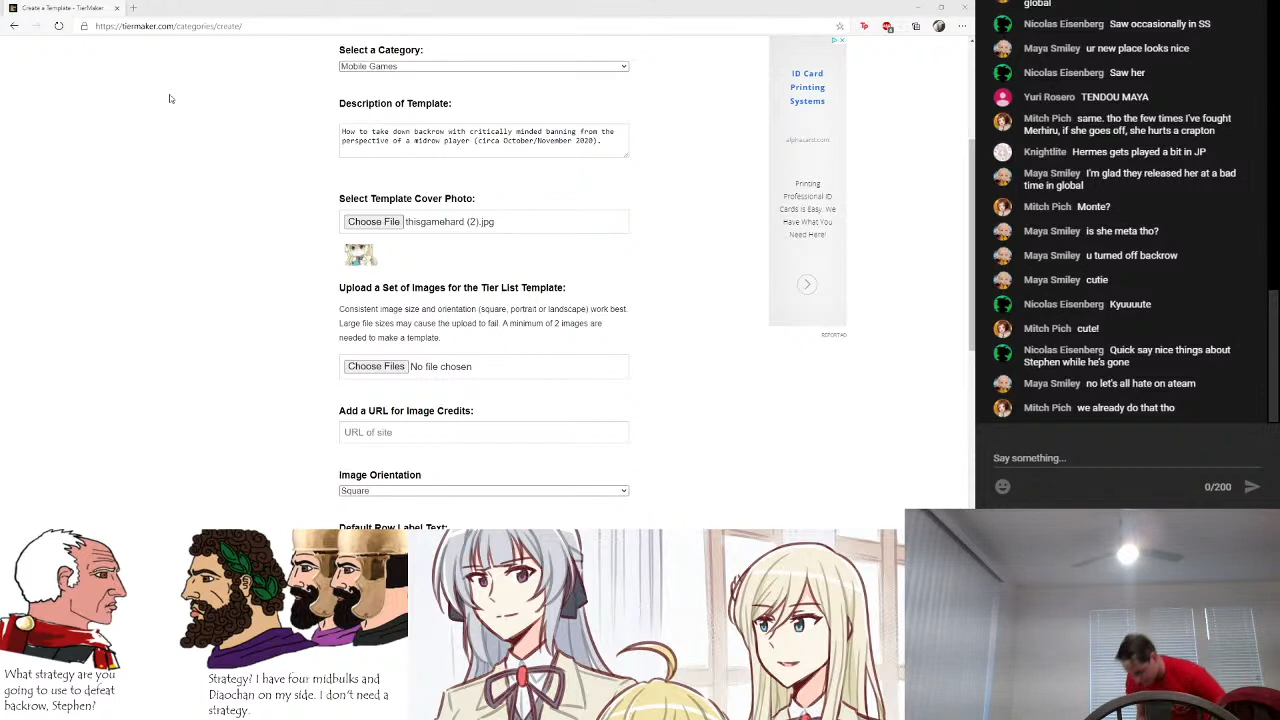 Create a Template - TierMaker
https://tiermaker.com/categories/create/
Select a Category:
Mobile Games
Description of Template:
How to take down backrow with critically minded banning from the
perspective of a midrow player (circa October/November 2020).
Select Template Cover Photo:
Choose File thisgamehard (2).jpg
Upload a Set of Images for the Tier List Template:
Consistent image size and orientation (square, portrait or landscape) work best.
Large file sizes may cause the upload to fail. A minimum of 2 images are
needed to make a template.
Choose Files No file chosen
Add a URL for Image Credits:
URL of site
Image Orientation
Square
Default Row Label Text:
ID Card
Printing
Systems
alphacard.com
Printing
Professional ID
Cards is Easy. We
Have What You
Need Here!
REPORT AD
global
Nicolas Eisenberg Saw occasionally in SS
Maya Smiley ur new place looks nice
Nicolas Eisenberg Saw her
Yuri Rosero TENDOU MAYA
Mitch Pich same. tho the few times I've fought
Merhiru, if she goes off, she hurts a crapton
Knightlite Hermes gets played a bit in JP
Maya Smiley I'm glad they released her at a bad
time in global
Mitch Pich Monte?
Maya Smiley is she meta tho?
Maya Smiley u turned off backrow
Maya Smiley cutie
Nicolas Eisenberg Kyuuuute
Mitch Pich cute!
Nicolas Eisenberg Quick say nice things about
Stephen while he's gone
Maya Smiley no let's all hate on ateam
Mitch Pich we already do that tho
Say something...
0/200
What strategy are you
going to use to defeat
backrow, Stephen?
Strategy? I have four midbulks and
Diaochan on my side. I don't need a
strategy.